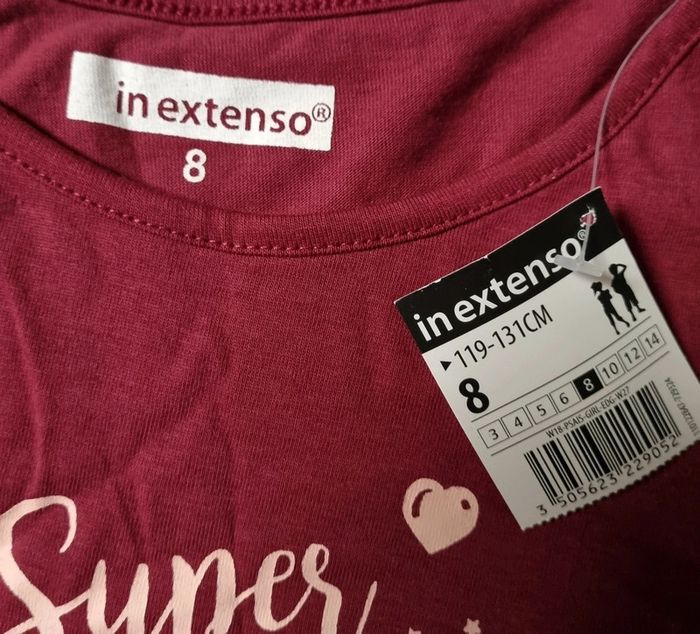 in extenso®
8
in extenso®
▸119-131CM
8
3 4 5 6 8 10 12 14
W18-PSAIS-GIRL-EDG-W27
3 505623 229052
Super